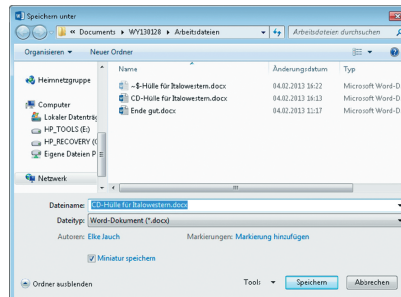 Speichern unter
« Documents ▸ WY130128 ▸ Arbeitsdateien
Arbeitsdateien durchsuchen
Organisieren ▾ Neuer Ordner
Name Änderungsdatum Typ
Heimnetzgruppe
~$-Hülle für Italowestern.docx 04.02.2013 16:22 Microsoft Word-D
Computer
CD-Hülle für Italowestern.docx 04.02.2013 16:13 Microsoft Word-D
Lokaler Datenträg
Ende gut.docx 04.02.2013 11:17 Microsoft Word-D
HP_TOOLS (E:)
HP_RECOVERY (
Eigene Dateien P
Netzwerk
Dateiname: CD-Hülle für Italowestern.docx
Dateityp: Word-Dokument (*.docx)
Autoren: Elke Jauch Markierungen: Markierung hinzufügen
Miniatur speichern
Ordner ausblenden Tools ▾ Speichern Abbrechen